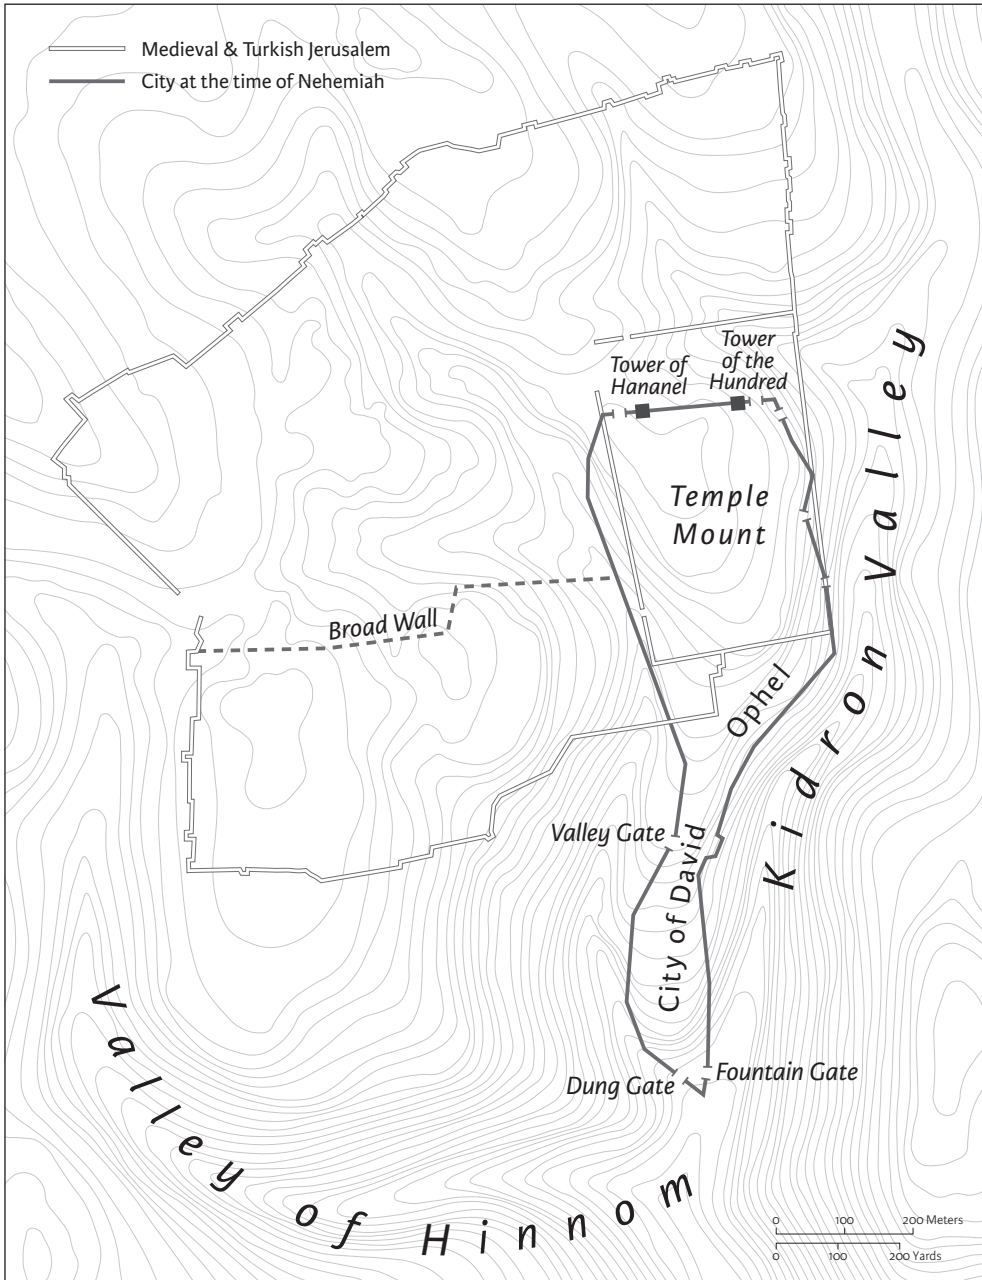 Medieval & Turkish Jerusalem
City at the time of Nehemiah
Tower of
Hananel
Tower
of the
Hundred
Temple
Mount
Kidron Valley
Broad Wall
Ophel
Valley Gate
City of David
Dung Gate
Fountain Gate
Valley of Hinnom
0 100 200 Meters
0 100 200 Yards